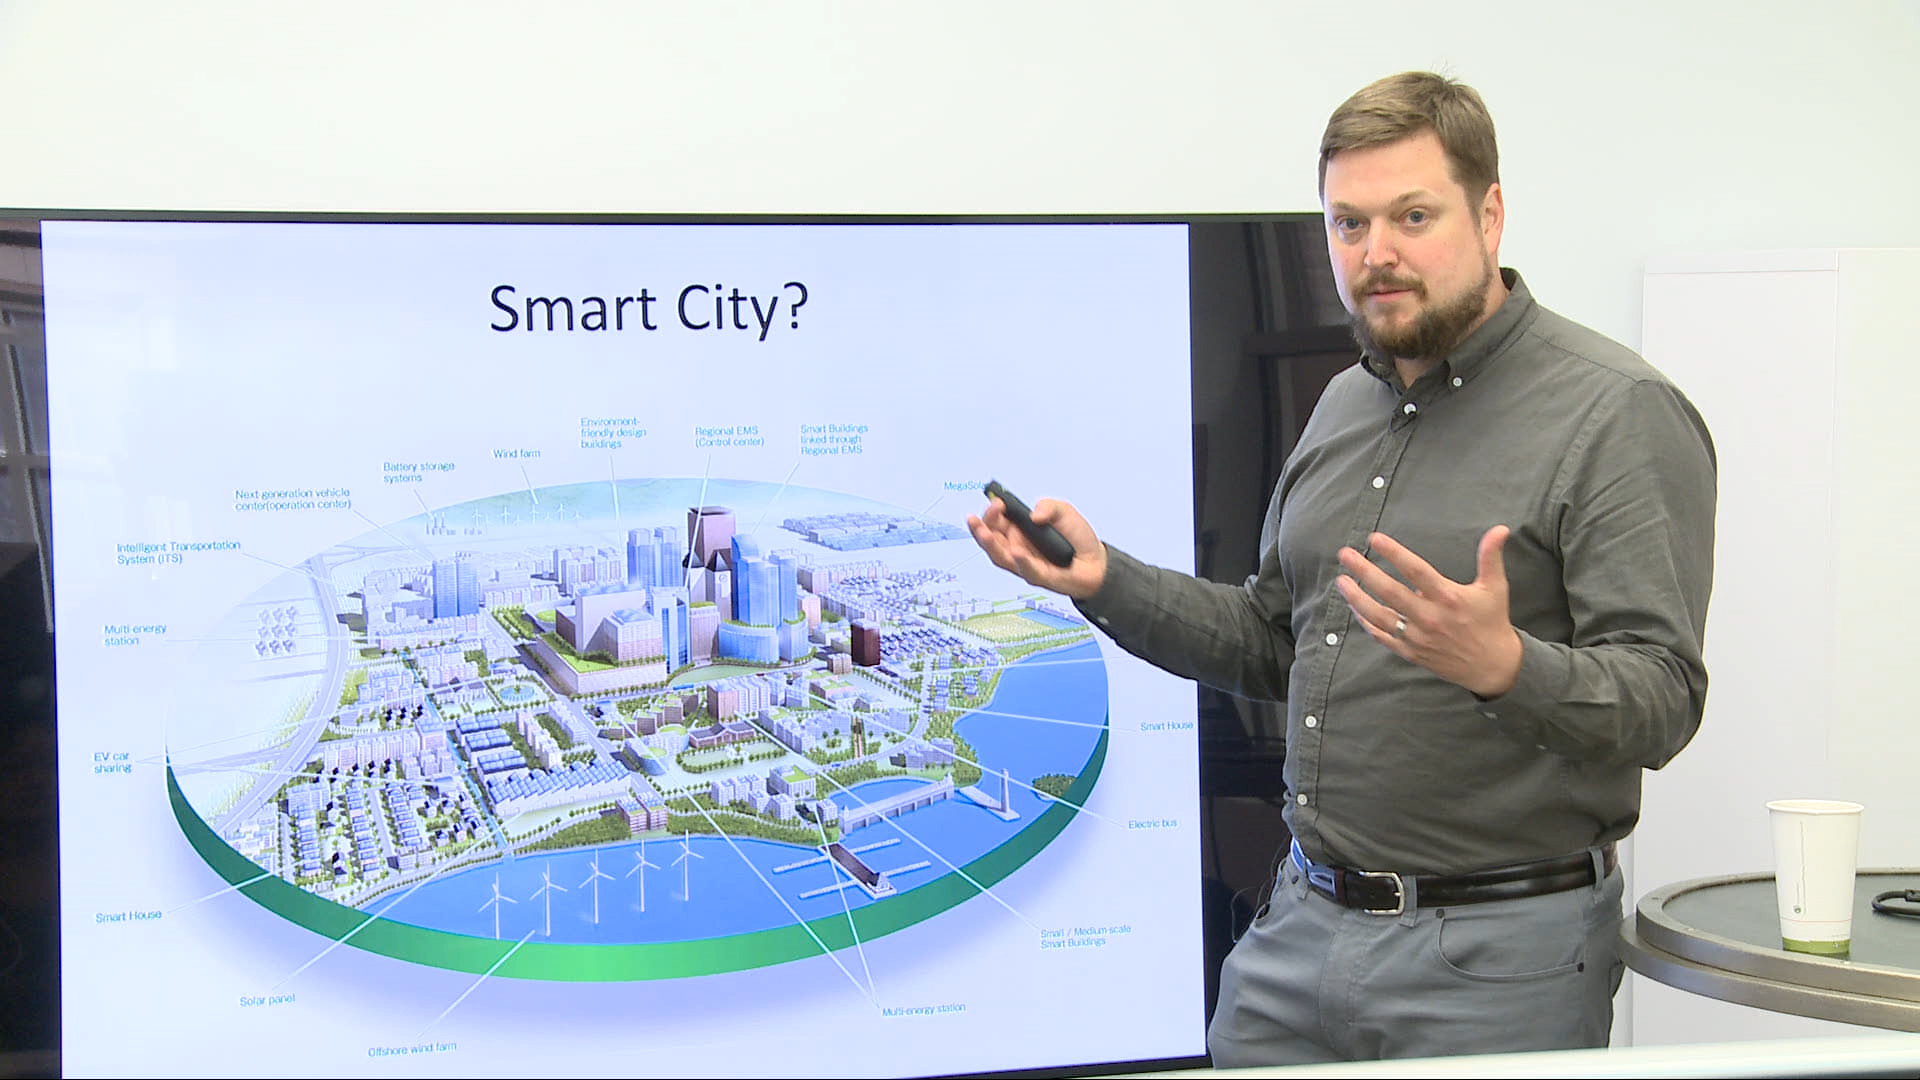 Smart City?
Environment-
friendly design
buildings
Regional EMS
(Control center)
Smart Buildings
linked through
Regional EMS
Wind farm
Battery storage
systems
Next-generation vehicle
center(operation center)
MegaSola
Intelligent Transportation
System (ITS)
Multi-energy
station
EV car
sharing
Smart House
Electric bus
Smart House
Small / Medium-scale
Smart Buildings
Solar panel
Multi-energy station
Offshore wind farm